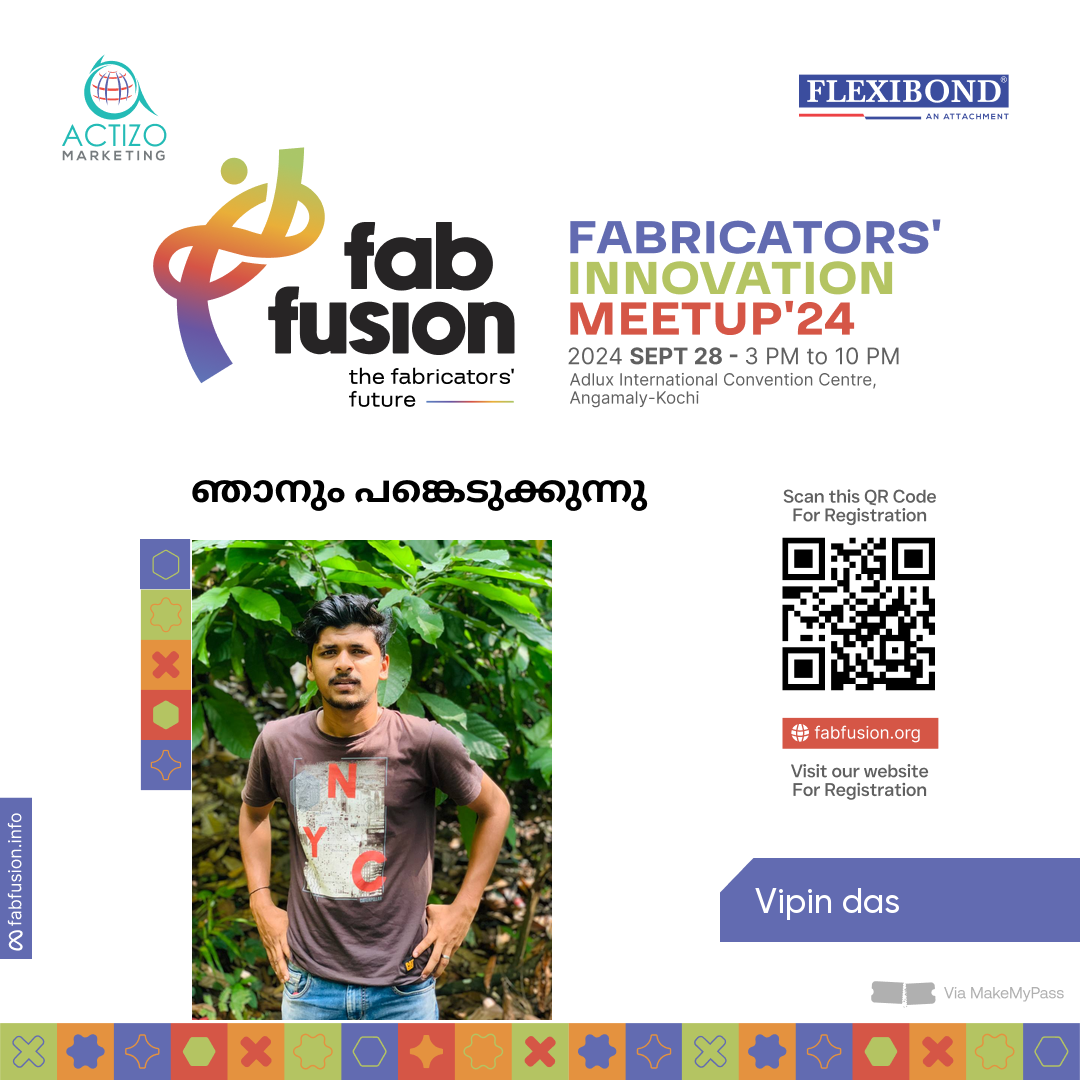 ACTIZO
MARKETING
FLEXIBOND®
AN ATTACHMENT
fab
fusion
the fabricators'
future
FABRICATORS'
INNOVATION
MEETUP'24
2024 SEPT 28 - 3 PM to 10 PM
Adlux International Convention Centre,
Angamaly-Kochi
ഞാനും പങ്കെടുക്കുന്നു
Scan this QR Code
For Registration
fabfusion.org
Visit our website
For Registration
N
Y
C
fabfusion.info
Vipin das
Via MakeMyPass